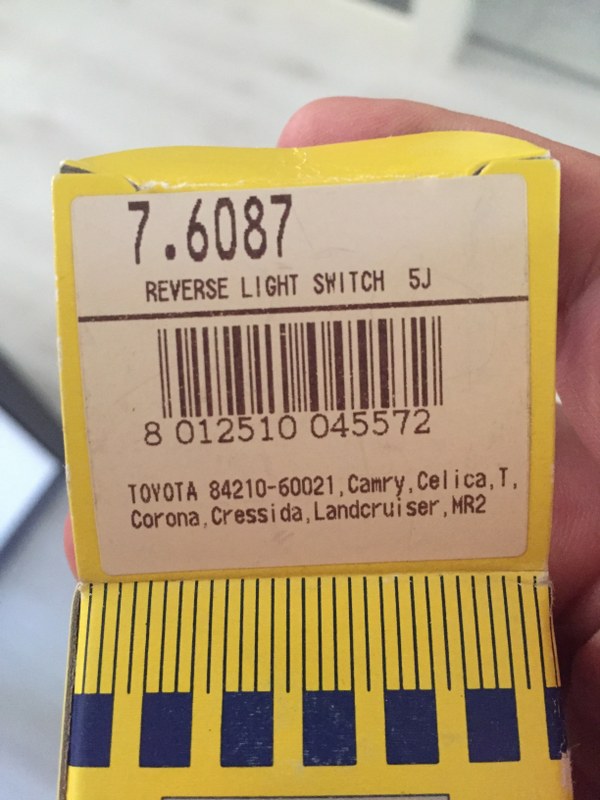 7.6087
REVERSE LIGHT SWITCH 5J
8 012510 045572
TOYOTA 84210-60021,Camry,Celica,T,
Corona,Cressida,Landcruiser,MR2